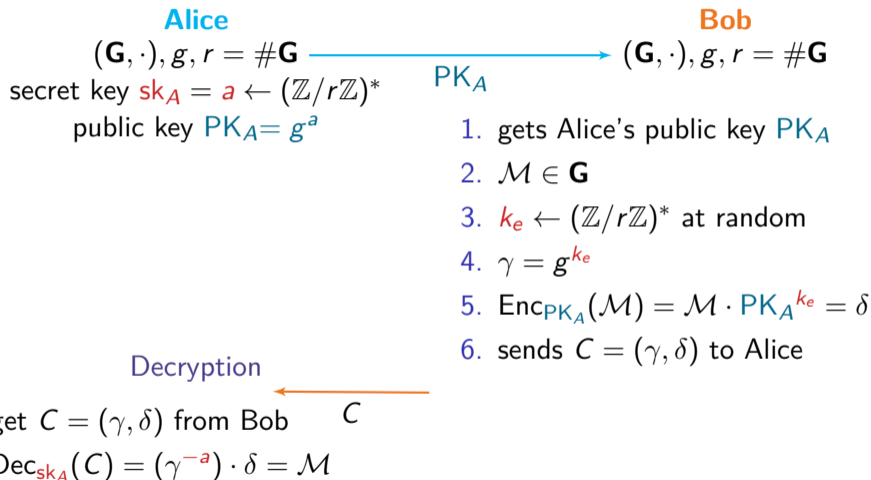 Alice
(G, ·), g, r = #G
secret key sk_A = a ← (ℤ/rℤ)*
public key PK_A= g^a
PK_A
Bob
(G, ·), g, r = #G
1. gets Alice's public key PK_A
2. ℳ ∈ G
3. k_e ← (ℤ/rℤ)* at random
4. γ = g^{k_e}
5. Enc_{PK_A}(ℳ) = ℳ · PK_A^{k_e} = δ
6. sends C = (γ, δ) to Alice
C
Decryption
get C = (γ, δ) from Bob
Dec_{sk_A}(C) = (γ^{-a}) · δ = ℳ